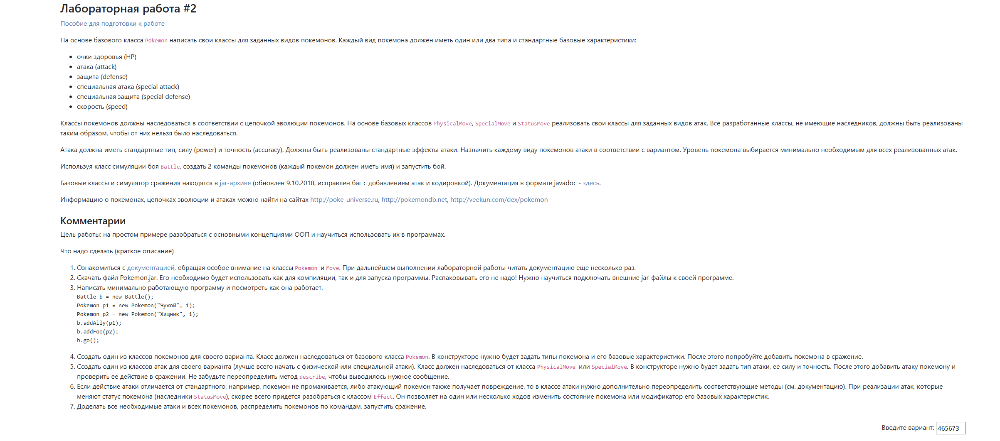 Лабораторная работа #2
Пособие для подготовки к работе
На основе базового класса Pokemon написать свои классы для заданных видов покемонов. Каждый вид покемона должен иметь один или два типа и стандартные базовые характеристики:
• очки здоровья (HP)
• атака (attack)
• защита (defense)
• специальная атака (special attack)
• специальная защита (special defense)
• скорость (speed)
Классы покемонов должны наследоваться в соответствии с цепочкой эволюции покемонов. На основе базовых классов PhysicalMove, SpecialMove и StatusMove реализовать свои классы для заданных видов атак. Все разработанные классы, не имеющие наследников, должны быть реализованы
таким образом, чтобы от них нельзя было наследоваться.
Атака должна иметь стандартные тип, силу (power) и точность (accuracy). Должны быть реализованы стандартные эффекты атаки. Назначить каждому виду покемонов атаки в соответствии с вариантом. Уровень покемона выбирается минимально необходимым для всех реализованных атак.
Используя класс симуляции боя Battle, создать 2 команды покемонов (каждый покемон должен иметь имя) и запустить бой.
Базовые классы и симулятор сражения находятся в jar-архиве (обновлен 9.10.2018, исправлен баг с добавлением атак и кодировкой). Документация в формате javadoc - здесь.
Информацию о покемонах, цепочках эволюции и атаках можно найти на сайтах http://poke-universe.ru, http://pokemondb.net, http://veekun.com/dex/pokemon
Комментарии
Цель работы: на простом примере разобраться с основными концепциями ООП и научиться использовать их в программах.
Что надо сделать (краткое описание)
1. Ознакомиться с документацией, обращая особое внимание на классы Pokemon и Move. При дальнейшем выполнении лабораторной работы читать документацию еще несколько раз.
2. Скачать файл Pokemon.jar. Его необходимо будет использовать как для компиляции, так и для запуска программы. Распаковывать его не надо! Нужно научиться подключать внешние jar-файлы к своей программе.
3. Написать минимально работающую программу и посмотреть как она работает.
Battle b = new Battle();
Pokemon p1 = new Pokemon("Чужой", 1);
Pokemon p2 = new Pokemon("Хищник", 1);
b.addAlly(p1);
b.addFoe(p2);
b.go();
4. Создать один из классов покемонов для своего варианта. Класс должен наследоваться от базового класса Pokemon. В конструкторе нужно будет задать типы покемона и его базовые характеристики. После этого попробуйте добавить покемона в сражение.
5. Создать один из классов атак для своего варианта (лучше всего начать с физической или специальной атаки). Класс должен наследоваться от класса PhysicalMove или SpecialMove. В конструкторе нужно будет задать тип атаки, ее силу и точность. После этого добавить атаку покемону и
проверить ее действие в сражении. Не забудьте переопределить метод describe, чтобы выводилось нужное сообщение.
6. Если действие атаки отличается от стандартного, например, покемон не промахивается, либо атакующий покемон также получает повреждение, то в классе атаки нужно дополнительно переопределить соответствующие методы (см. документацию). При реализации атак, которые
меняют статус покемона (наследники StatusMove), скорее всего придется разобраться с классом Effect. Он позволяет на один или несколько ходов изменить состояние покемона или модификатор его базовых характеристик.
7. Доделать все необходимые атаки и всех покемонов, распределить покемонов по командам, запустить сражение.
Введите вариант: 465673